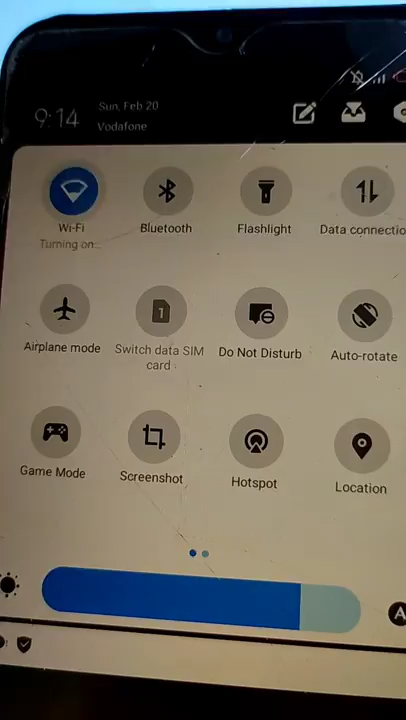 9:14
Sun, Feb 20
Vodafone
Wi-Fi
Turning on...
Bluetooth
Flashlight
Data connectio
Airplane mode
1
Switch data SIM
card
Do Not Disturb
Auto-rotate
Game Mode
Screenshot
Hotspot
Location
A